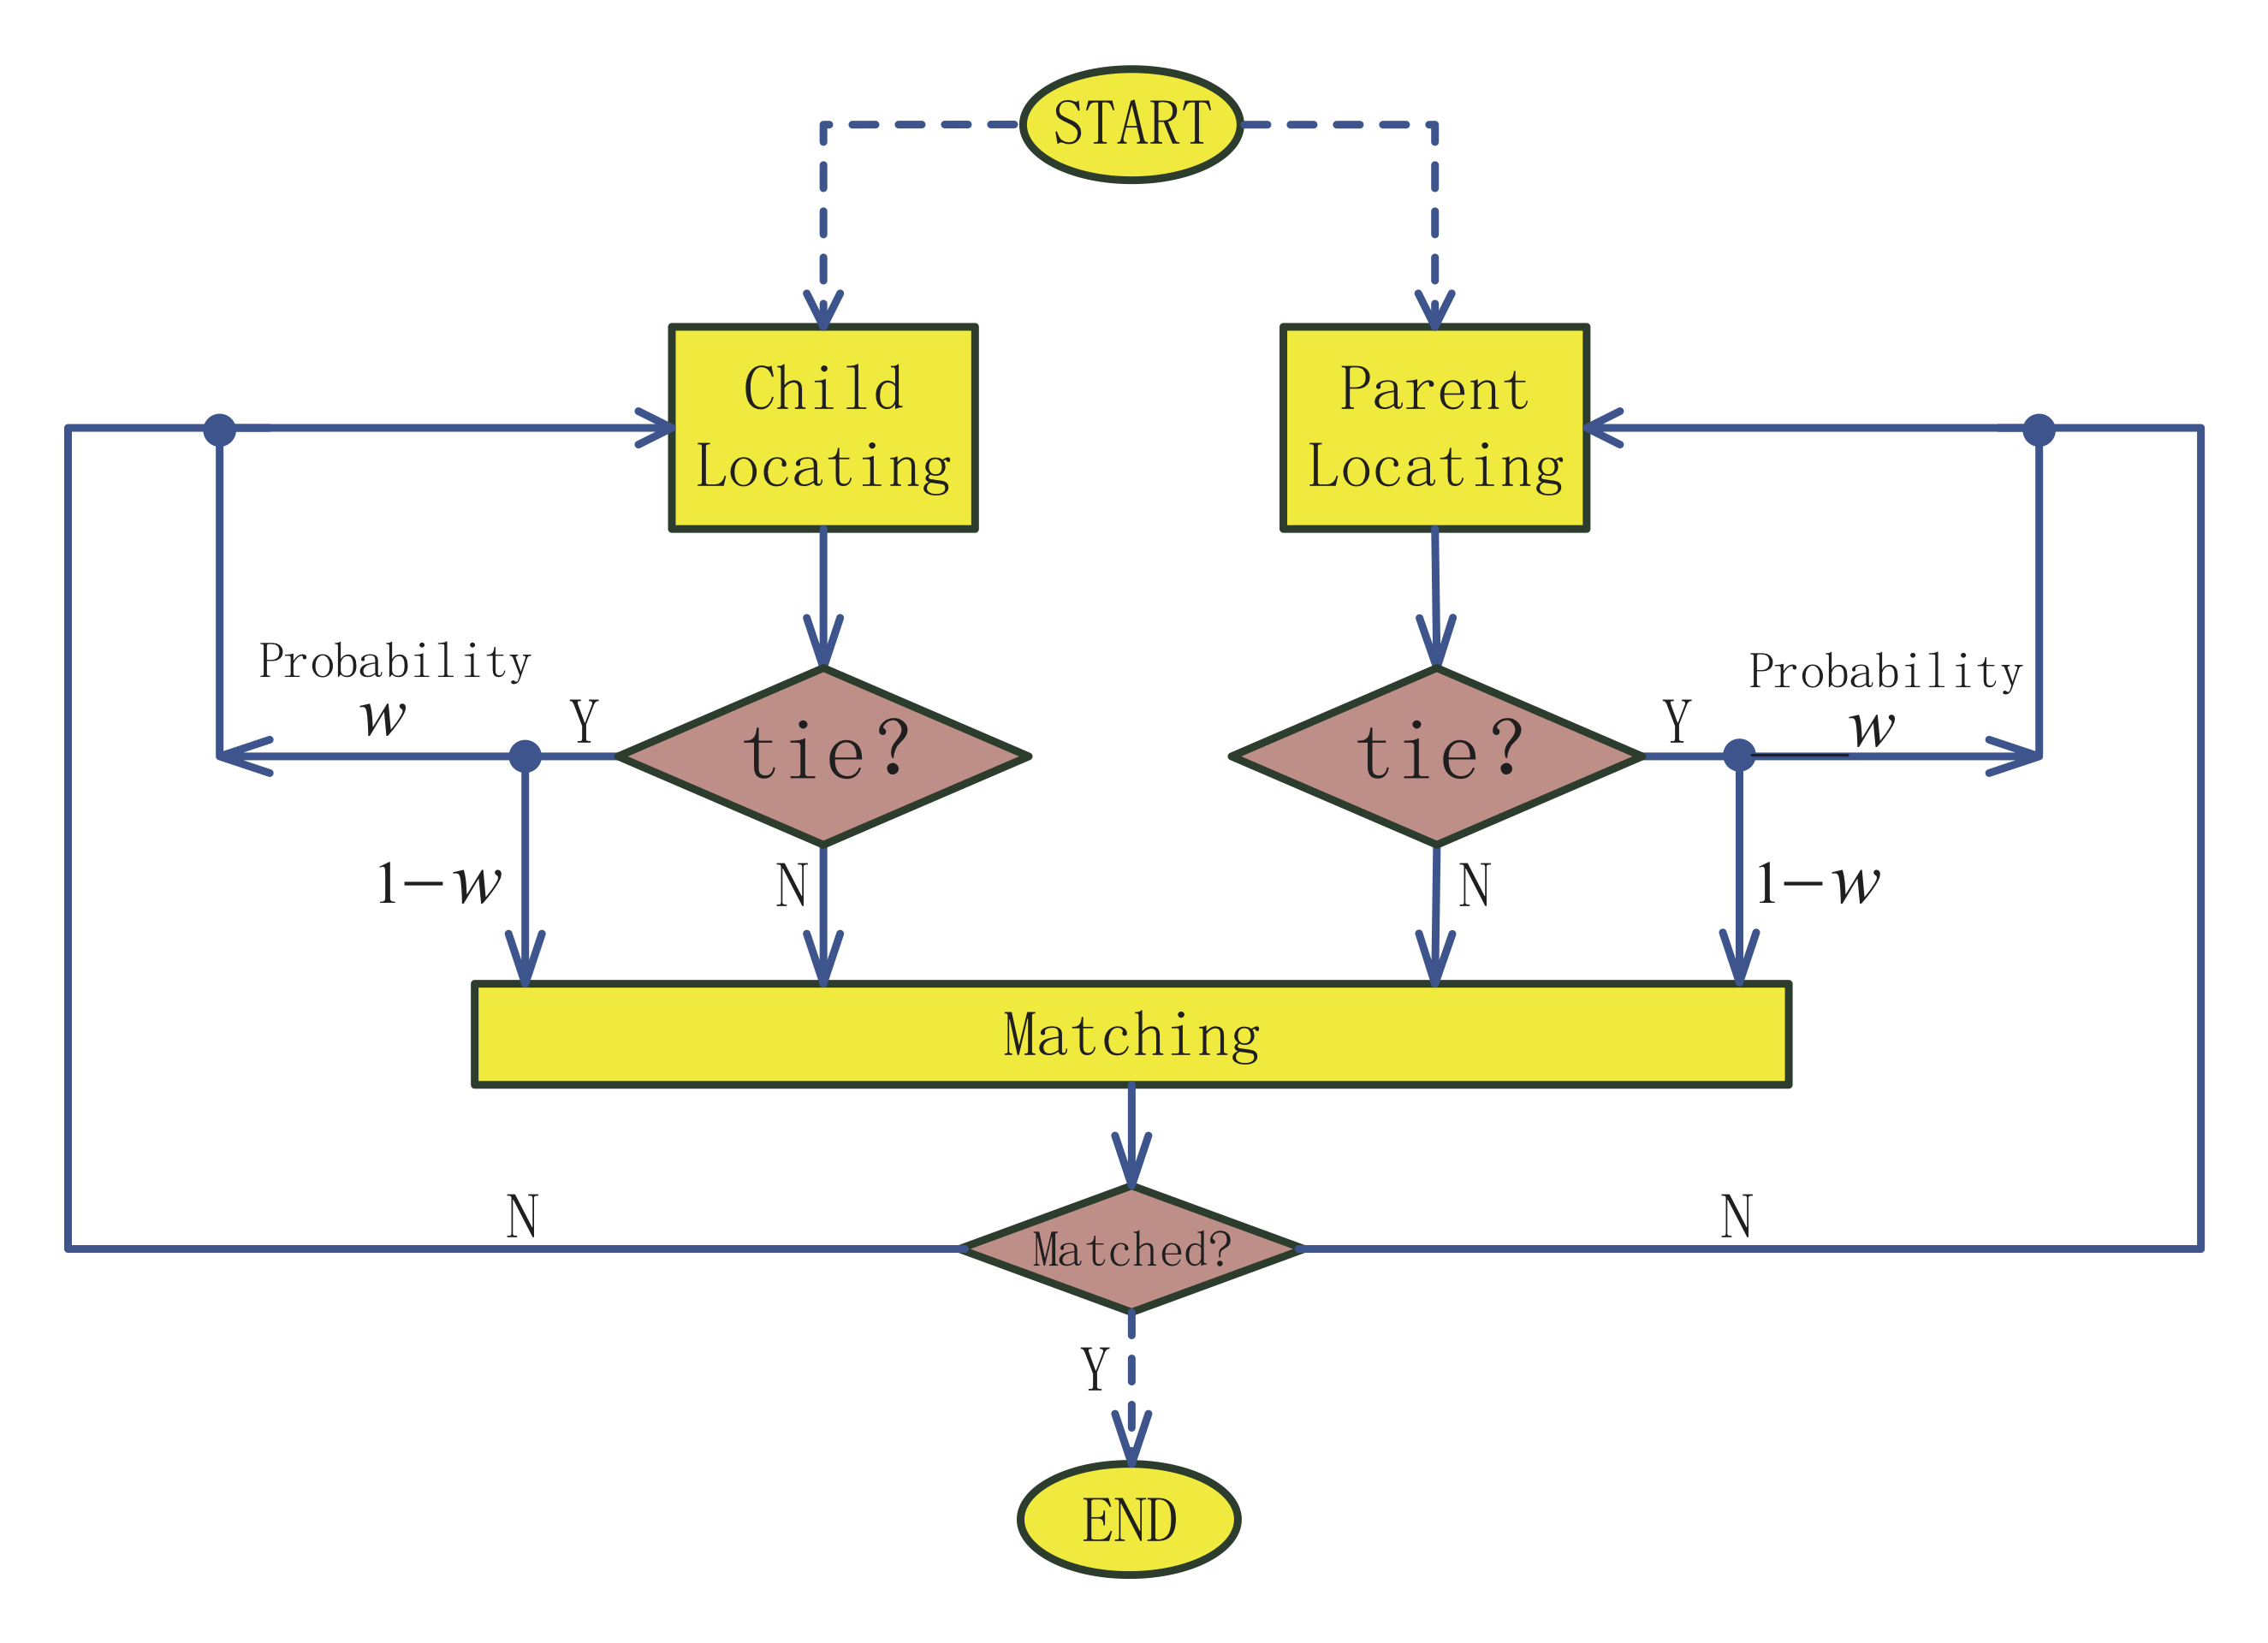 START
Child
Locating
Parent
Locating
Probability
w
Y
tie?
tie?
Y
Probability
w
1-w
N
N
1-w
Matching
N
Matched?
N
Y
END